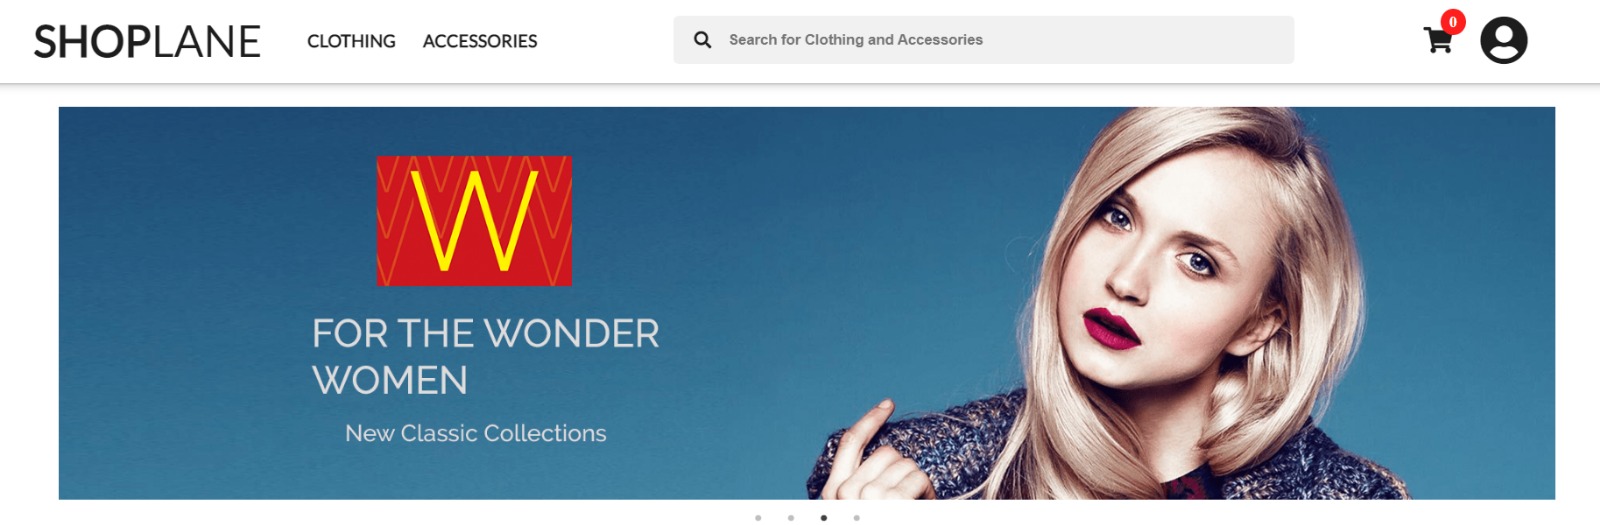 SHOPLANE CLOTHING ACCESSORIES Search for Clothing and Accessories 0
W
FOR THE WONDER
WOMEN
New Classic Collections